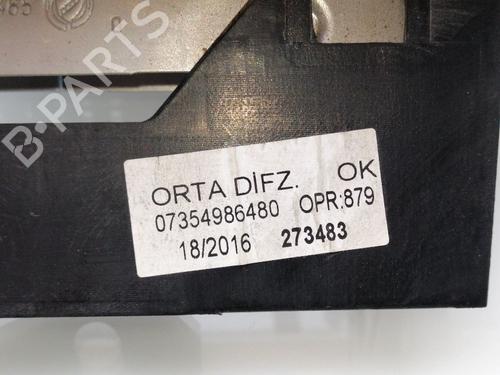 B-PARTS
ORTA DİFZ. OK
07354986480 OPR:879
18/2016 273483